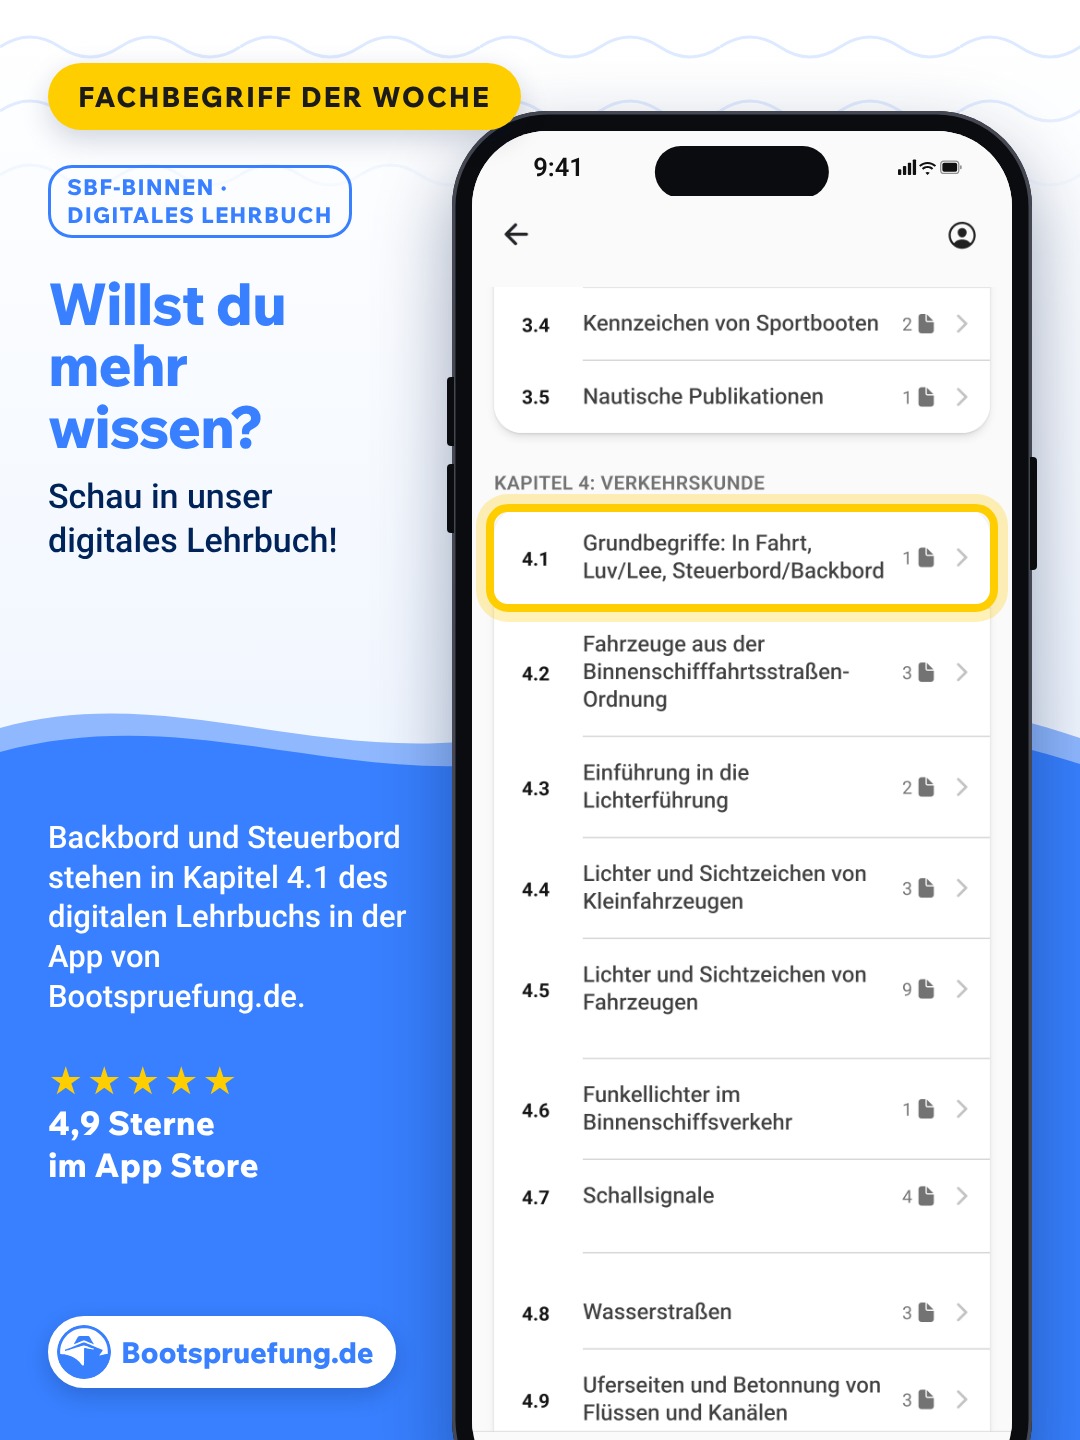 FACHBEGRIFF DER WOCHE
SBF-BINNEN ·
DIGITALES LEHRBUCH
Willst du
mehr
wissen?
Schau in unser
digitales Lehrbuch!
Backbord und Steuerbord
stehen in Kapitel 4.1 des
digitalen Lehrbuchs in der
App von
Bootspruefung.de.
4,9 Sterne
im App Store
Bootspruefung.de
9:41
3.4 Kennzeichen von Sportbooten 2
3.5 Nautische Publikationen 1
KAPITEL 4: VERKEHRSKUNDE
4.1 Grundbegriffe: In Fahrt, 1
Luv/Lee, Steuerbord/Backbord
Fahrzeuge aus der
4.2 Binnenschifffahrtsstraßen- 3
Ordnung
4.3 Einführung in die 2
Lichterführung
4.4 Lichter und Sichtzeichen von 3
Kleinfahrzeugen
4.5 Lichter und Sichtzeichen von 9
Fahrzeugen
4.6 Funkellichter im 1
Binnenschiffsverkehr
4.7 Schallsignale 4
4.8 Wasserstraßen 3
4.9 Uferseiten und Betonnung von 3
Flüssen und Kanälen